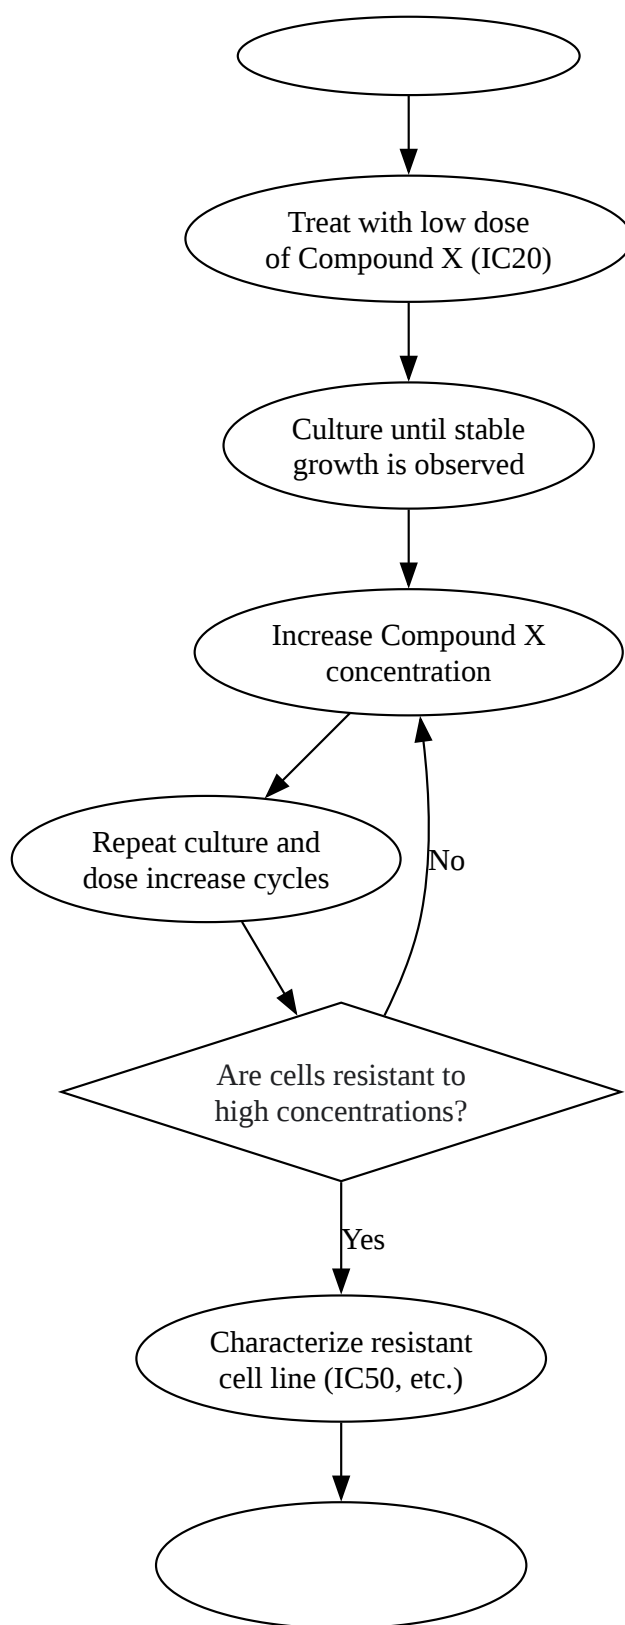 Treat with low dose
of Compound X (IC20)
Culture until stable
growth is observed
Increase Compound X
concentration
Repeat culture and
dose increase cycles
No
Are cells resistant to
high concentrations?
Yes
Characterize resistant
cell line (IC50, etc.)